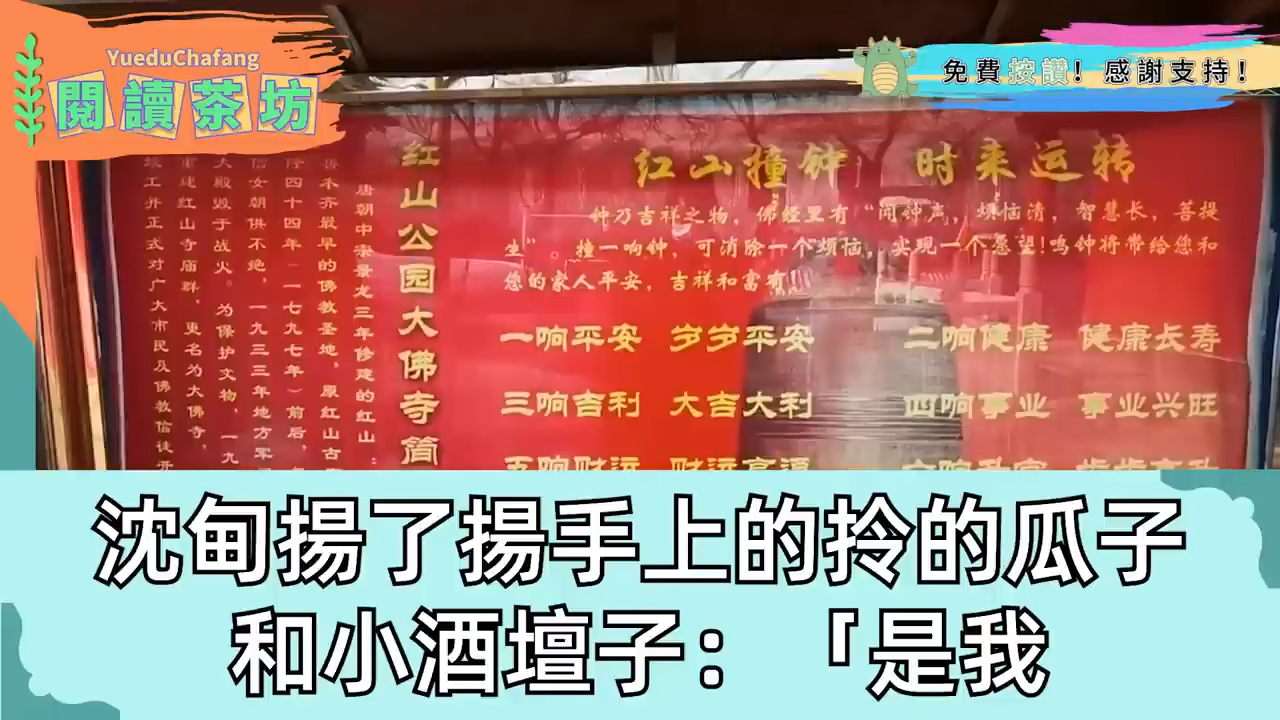 YueduChafang
閱讀茶坊
免費按讚!感謝支持!
红山撞钟 时来运转
钟乃吉祥之物,佛经里有“闻钟声,烦恼清,智慧长,菩提
生”。撞一响钟,可消除一个烦恼,实现一个愿望!鸣钟将带给您和
您的家人平安,吉祥和富有
一响平安 岁岁平安 二响健康 健康长寿
三响吉利 大吉大利 四响事业 事业兴旺
五响财运 财运亨通
红山公园大佛寺简
唐朝中宗景龙三年修建的红山
木齐最早的佛教圣地。原红山古
隆四十四年(一七九七年)前后,
信女朝供不绝,一九三三年地方军
大殿毁于战火。为保护文物,一九
重建红山寺庙群,更名为大佛寺,
竣工并正式对广大市民及佛教信徒开
沈甸揚了揚手上的拎的瓜子
和小酒壇子:「是我